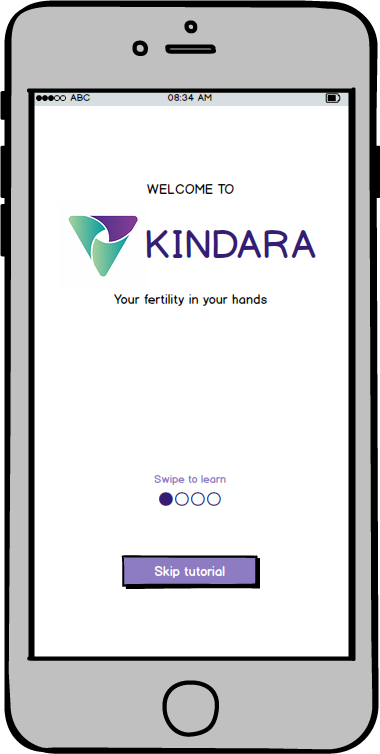 ABC 08:34 AM
WELCOME TO
KINDARA
Your fertility in your hands
Swipe to learn
Skip tutorial